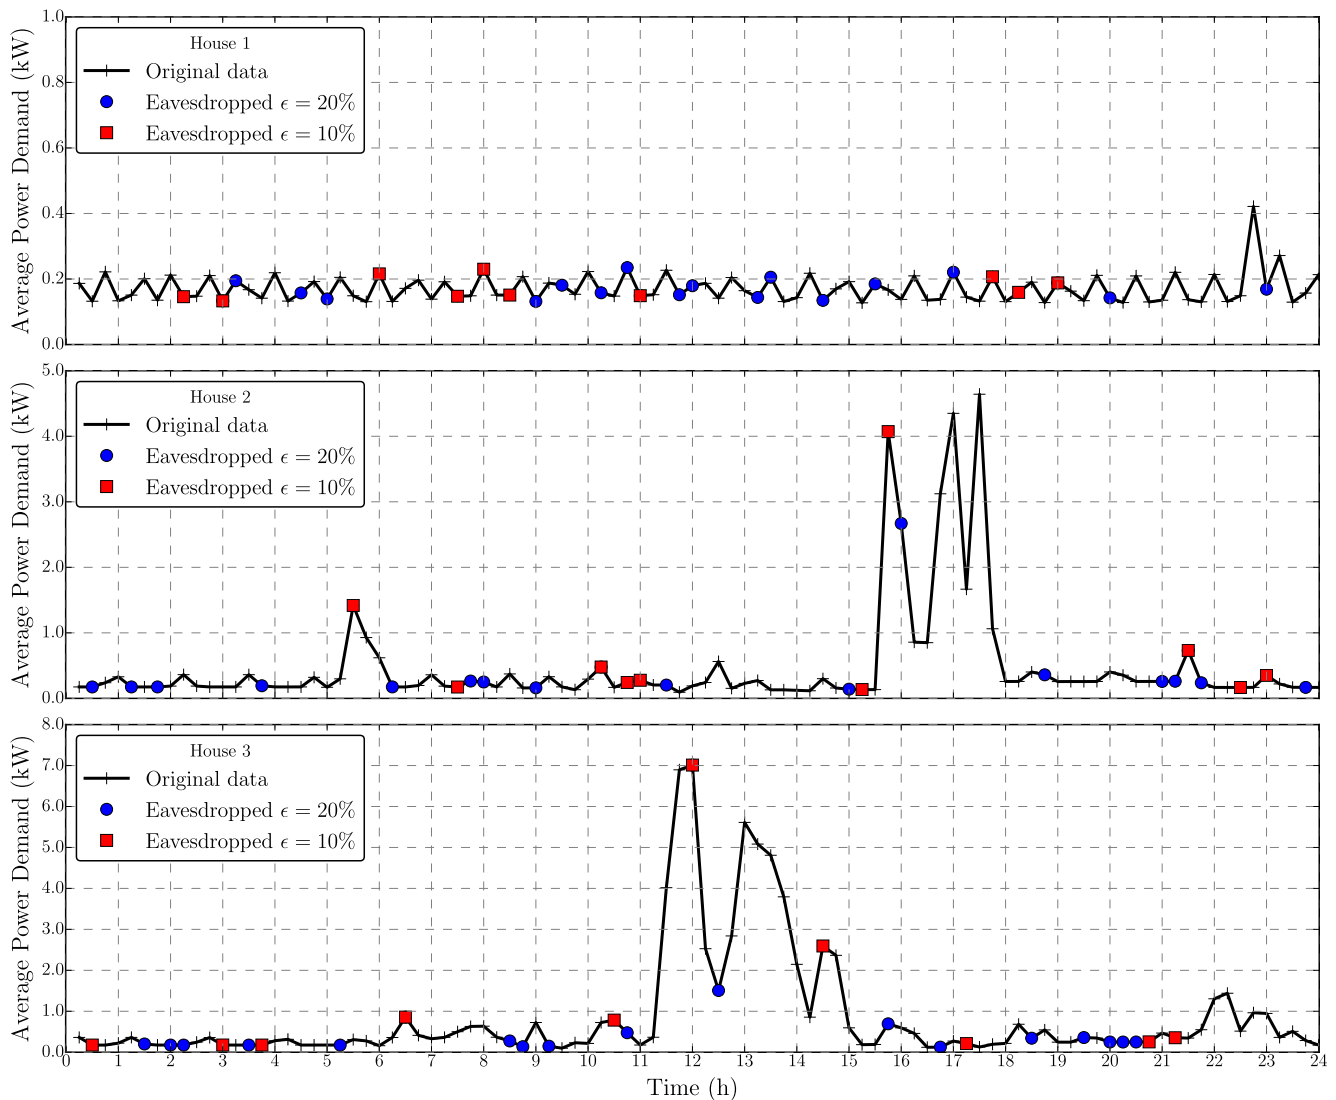 Average Power Demand (kW)
1.0
0.8
0.6
0.4
0.2
0.0
House 1
Original data
Eavesdropped ϵ = 20%
Eavesdropped ϵ = 10%
Average Power Demand (kW)
5.0
4.0
3.0
2.0
1.0
0.0
House 2
Original data
Eavesdropped ϵ = 20%
Eavesdropped ϵ = 10%
Average Power Demand (kW)
8.0
7.0
6.0
5.0
4.0
3.0
2.0
1.0
0.0
House 3
Original data
Eavesdropped ϵ = 20%
Eavesdropped ϵ = 10%
0 1 2 3 4 5 6 7 8 9 10 11 12 13 14 15 16 17 18 19 20 21 22 23 24
Time (h)